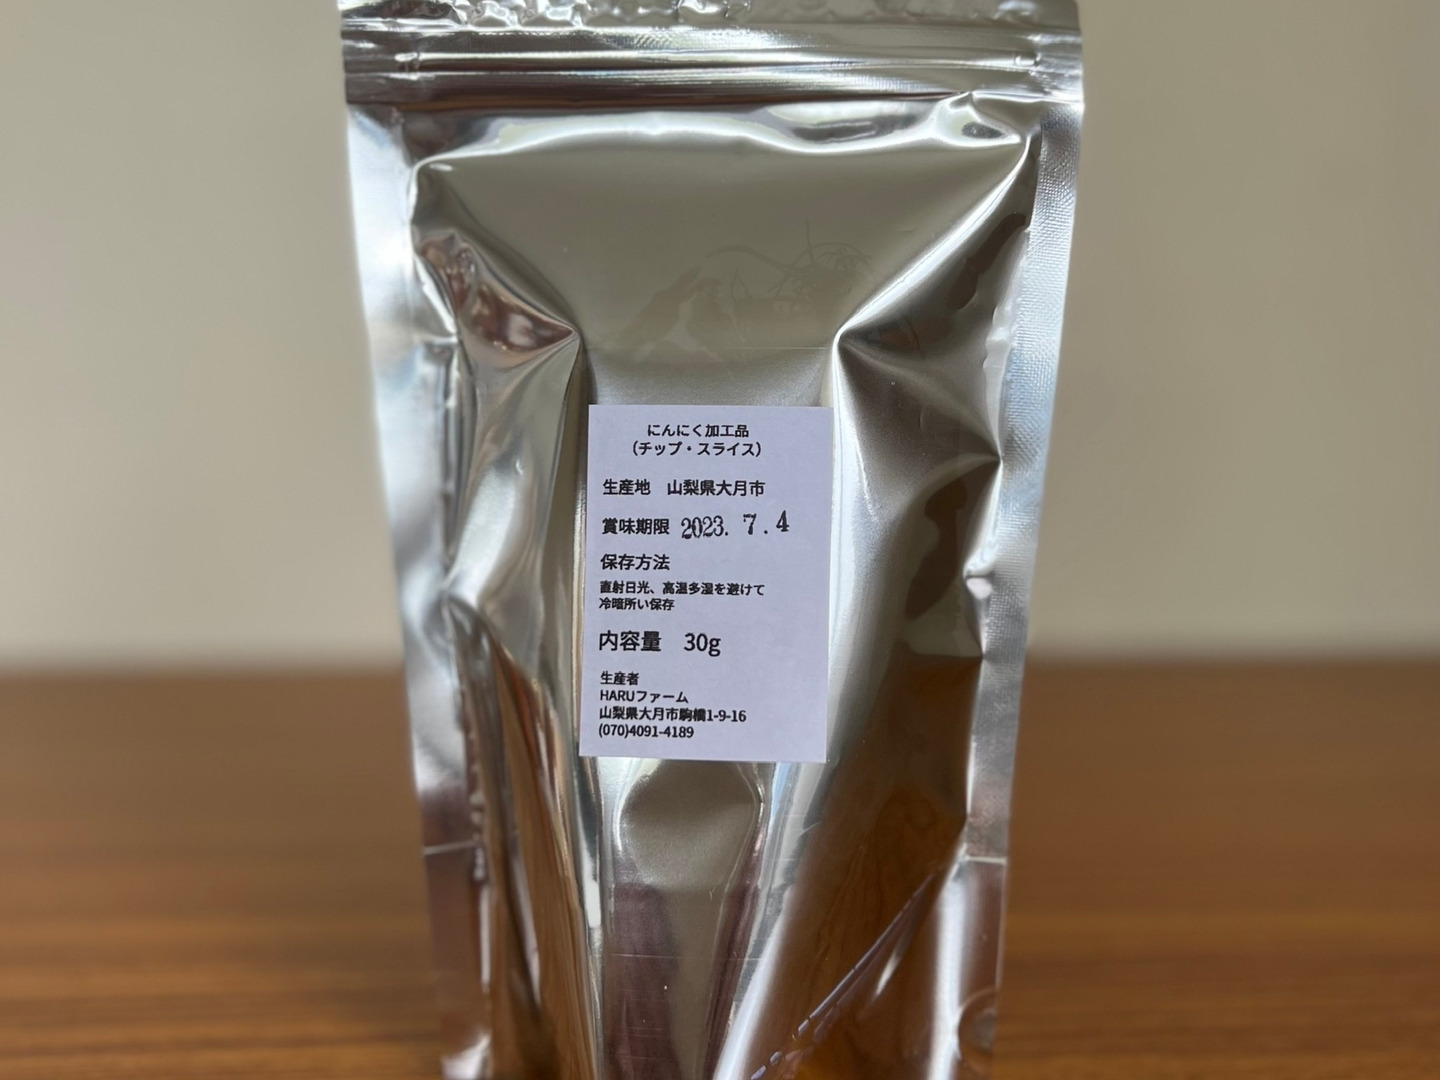 にんにく加工品
（チップ・スライス）
生産地　山梨県大月市
賞味期限 2023. 7. 4
保存方法
直射日光、高温多湿を避けて
冷暗所い保存
内容量　30g
生産者
HARUファーム
山梨県大月市駒橋1-9-16
(070)4091-4189